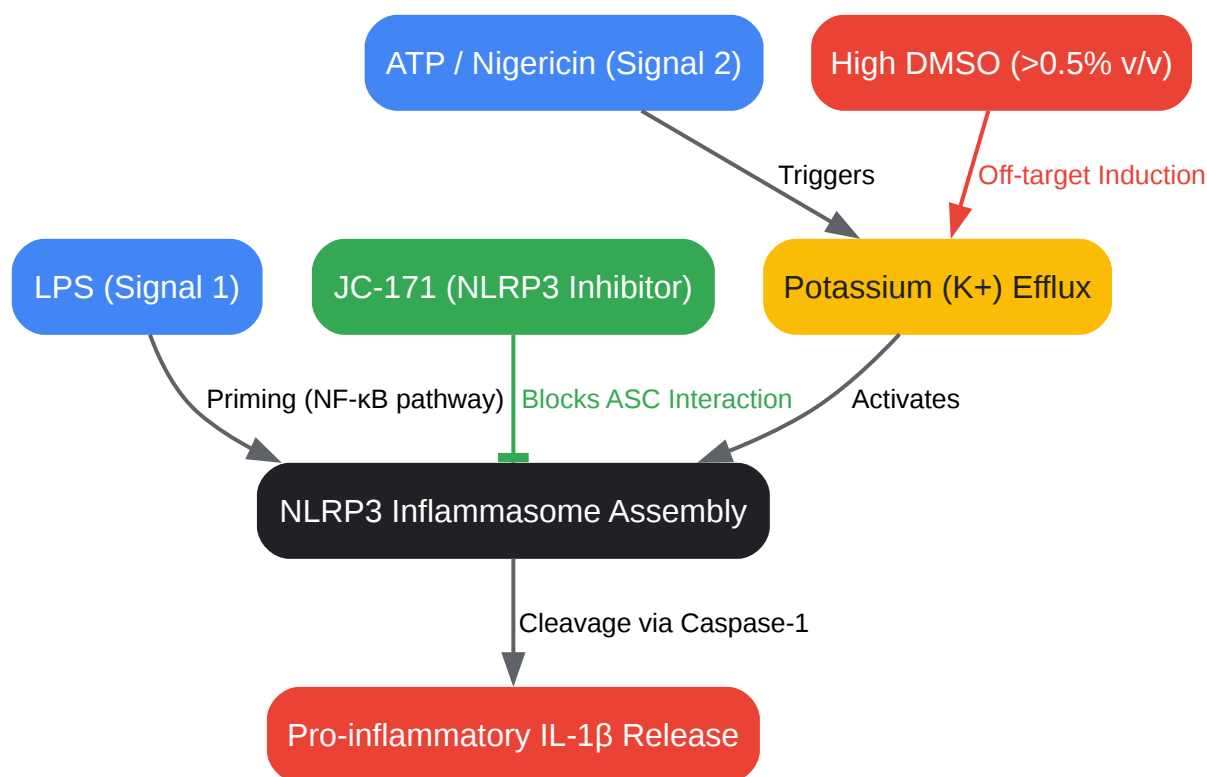 ATP / Nigericin (Signal 2)
High DMSO (>0.5% v/v)
Triggers
Off-target Induction
LPS (Signal 1)
JC-171 (NLRP3 Inhibitor)
Potassium (K+) Efflux
Priming (NF-κB pathway)
Blocks ASC Interaction
Activates
NLRP3 Inflammasome Assembly
Cleavage via Caspase-1
Pro-inflammatory IL-1β Release